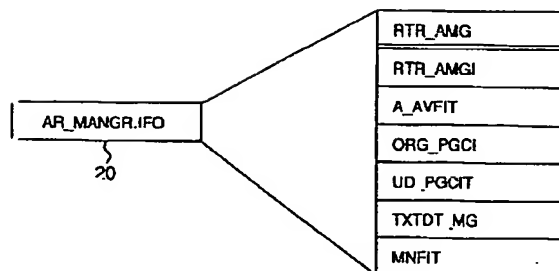 RTR_AMG
RTR_AMGI
A_AVFIT
AR_MANGR.IFO
ORG_PGCI
20
UD_PGCIT
TXTDT_MG
MNFIT